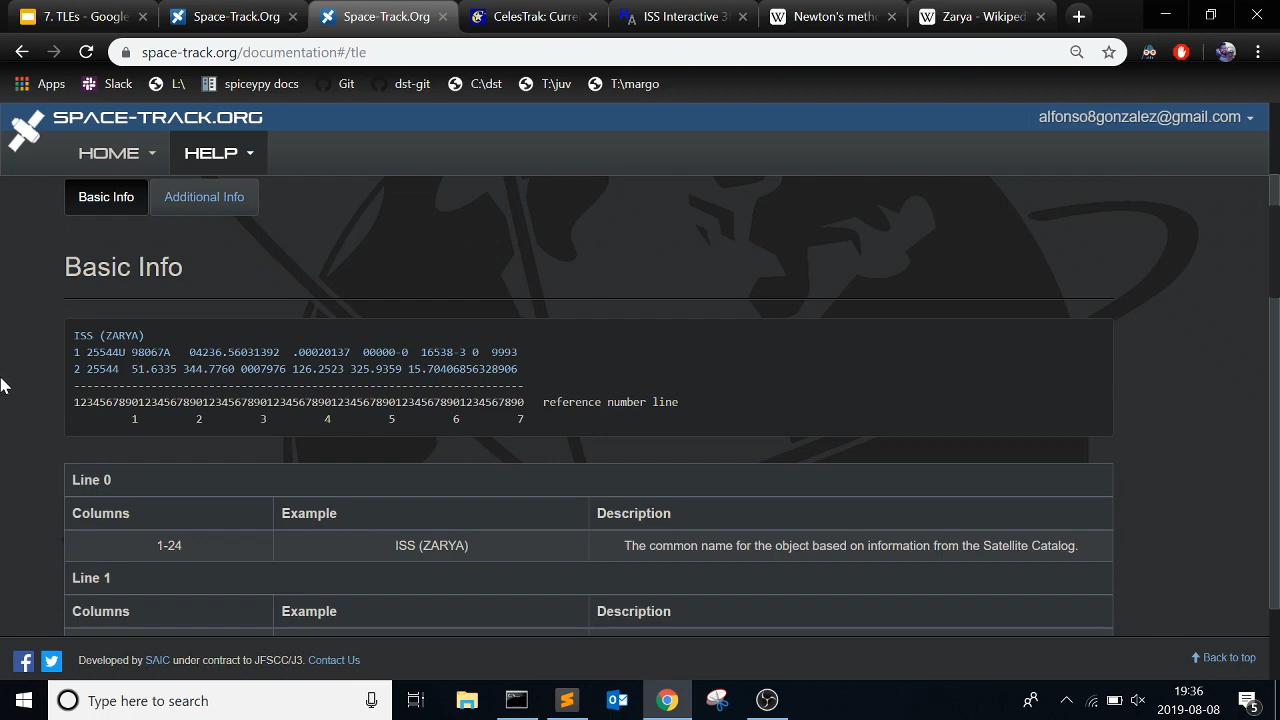 7. TLEs - Google
Space-Track.Org
Space-Track.Org
CelesTrak: Curre
ISS Interactive 3
Newton's meth
Zarya - Wikiped
space-track.org/documentation#/tle
Apps
Slack
L:\
spiceypy docs
Git
dst-git
C:\dst
T:\juv
T:\margo
SPACE-TRACK.ORG
alfonso8gonzalez@gmail.com
HOME
HELP
Basic Info
Additional Info
Basic Info
ISS (ZARYA)
1 25544U 98067A   04236.56031392  .00020137  00000-0  16538-3 0  9993
2 25544  51.6335 344.7760 0007976 126.2523 325.9359 15.70406856328906
----------------------------------------------------------------------
1234567890123456789012345678901234567890123456789012345678901234567890   reference number line
1         2         3         4         5         6         7
Line 0
Columns Example Description
1-24 ISS (ZARYA) The common name for the object based on information from the Satellite Catalog.
Line 1
Columns Example Description
Developed by SAIC under contract to JFSCC/J3. Contact Us
Back to top
Type here to search
19:36
2019-08-08
5